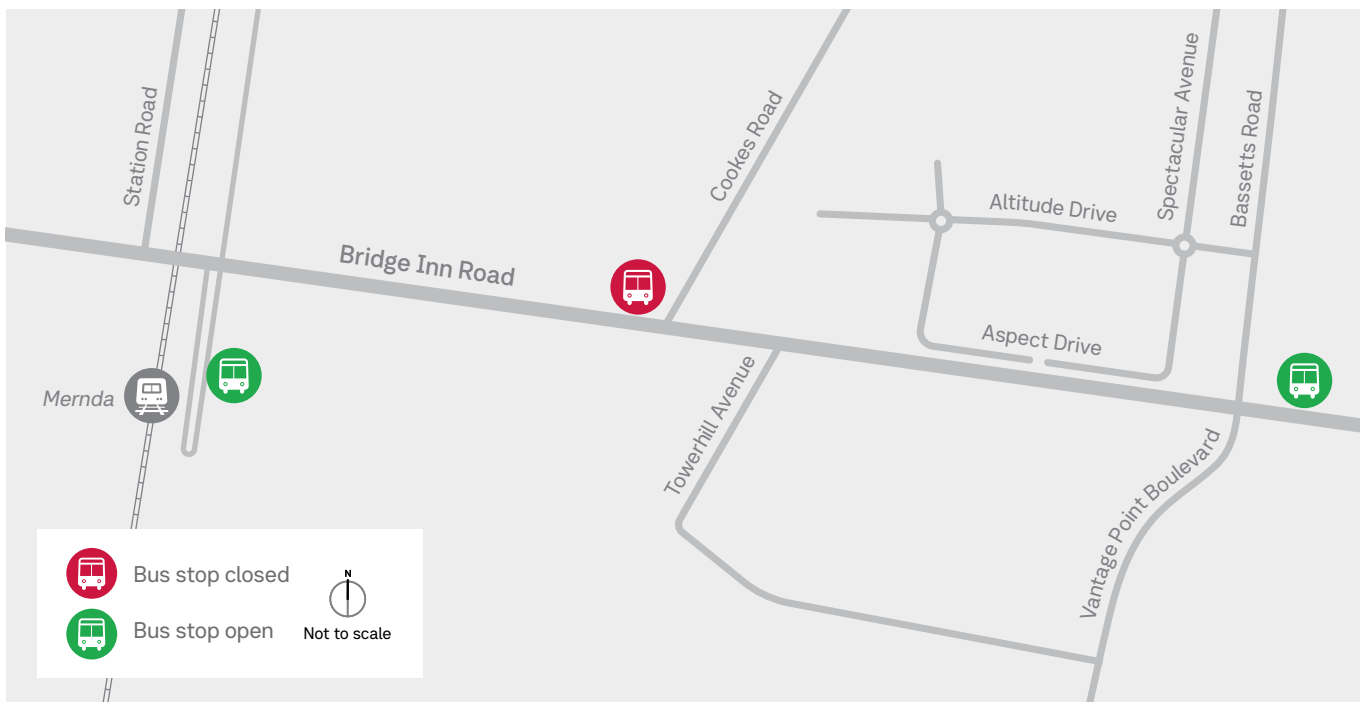 Station Road
Cookes Road
Spectacular Avenue
Bassetts Road
Altitude Drive
Bridge Inn Road
Aspect Drive
Mernda
Towerhill Avenue
Vantage Point Boulevard
Bus stop closed
Bus stop open
N
Not to scale